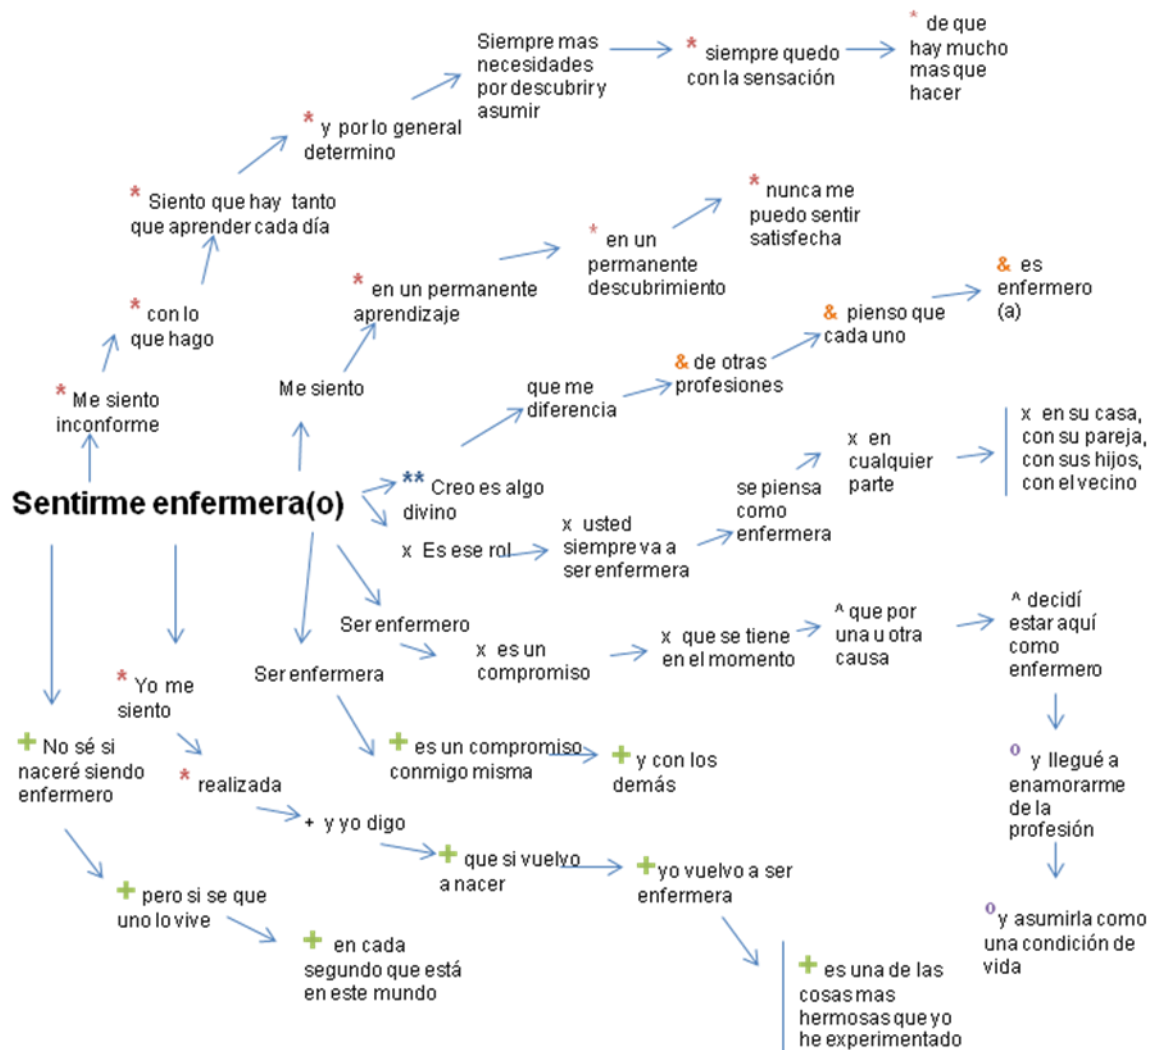 Siempre mas
necesidades
por descubrir y
asumir
* siempre quedo
con la sensación
* de que
hay mucho
mas que
hacer
* y por lo general
determino
* Siento que hay tanto
que aprender cada día
* con lo
que hago
* Me siento
inconforme
Me siento
* en un permanente
aprendizaje
* en un
permanente
descubrimiento
* nunca me
puedo sentir
satisfecha
Sentirme enfermera(o)
** Creo es algo
divino
que me
diferencia
& de otras
profesiones
& pienso que
cada uno
& es
enfermero
(a)
x Es ese rol
x usted
siempre va a
ser enfermera
se piensa
como
enfermera
x en
cualquier
parte
x en su casa,
con su pareja,
con sus hijos,
con el vecino
Ser enfermero
x es un
compromiso
x que se tiene
en el momento
^ que por
una u otra
causa
^ decidí
estar aquí
como
enfermero
o y llegué a
enamorarme
de la
profesión
o y asumirla como
una condición de
vida
Ser enfermera
+ es un compromiso
conmigo misma
+ y con los
demás
* Yo me
siento
* realizada
+ y yo digo
+ que si vuelvo
a nacer
+ yo vuelvo a ser
enfermera
+ es una de las
cosas mas
hermosas que yo
he experimentado
+ No sé si
naceré siendo
enfermero
+ pero si se que
uno lo vive
+ en cada
segundo que está
en este mundo